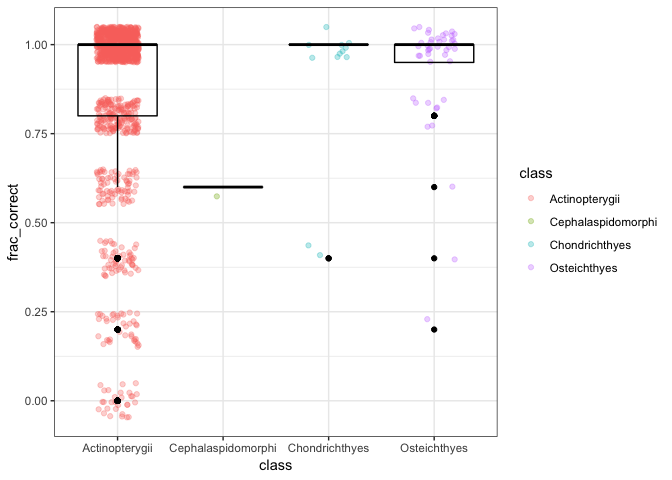 1.00
0.75
0.50
0.25
0.00
frac_correct
Actinopterygii Cephalaspidomorphi Chondrichthyes Osteichthyes
class
class
Actinopterygii
Cephalaspidomorphi
Chondrichthyes
Osteichthyes